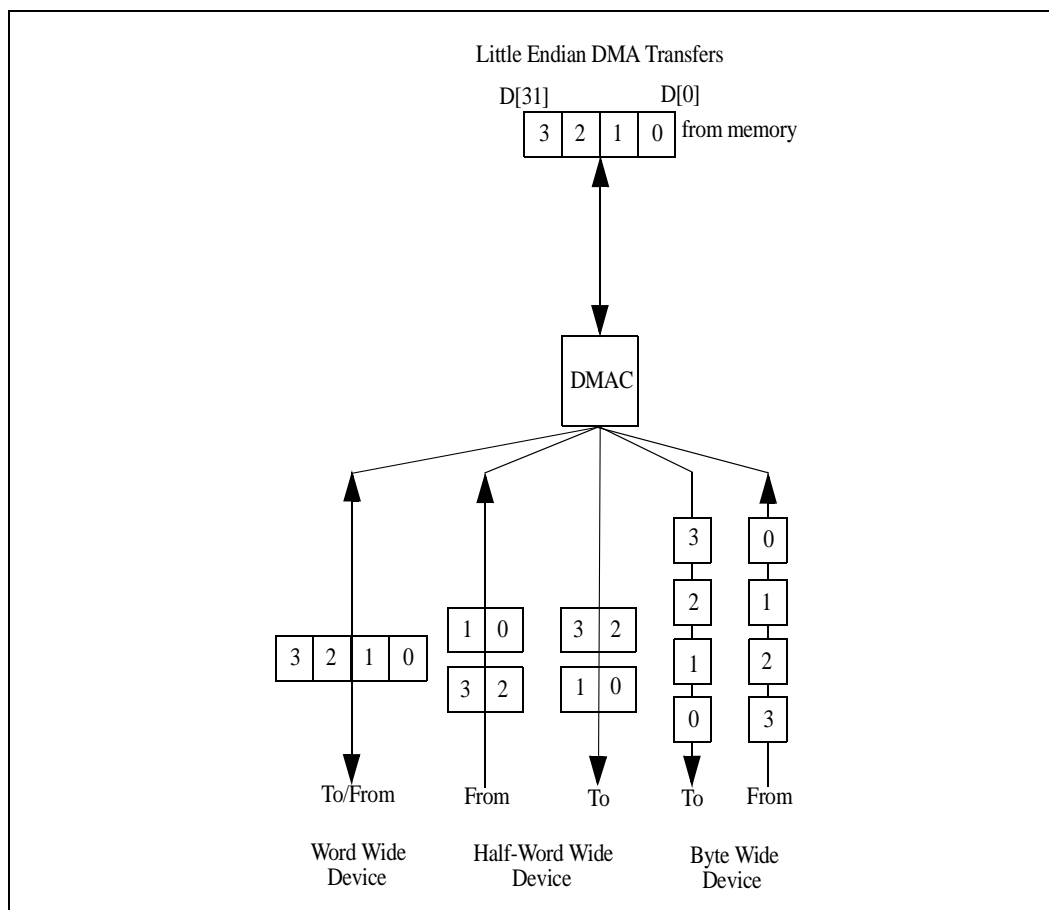 Little Endian DMA Transfers
D[31] D[0]
3 2 1 0 from memory
DMAC
3 2 1 0
1 0
3 2
3 2
1 0
3
2
1
0
0
1
2
3
To/From From To To From
Word Wide Device
Half-Word Wide Device
Byte Wide Device